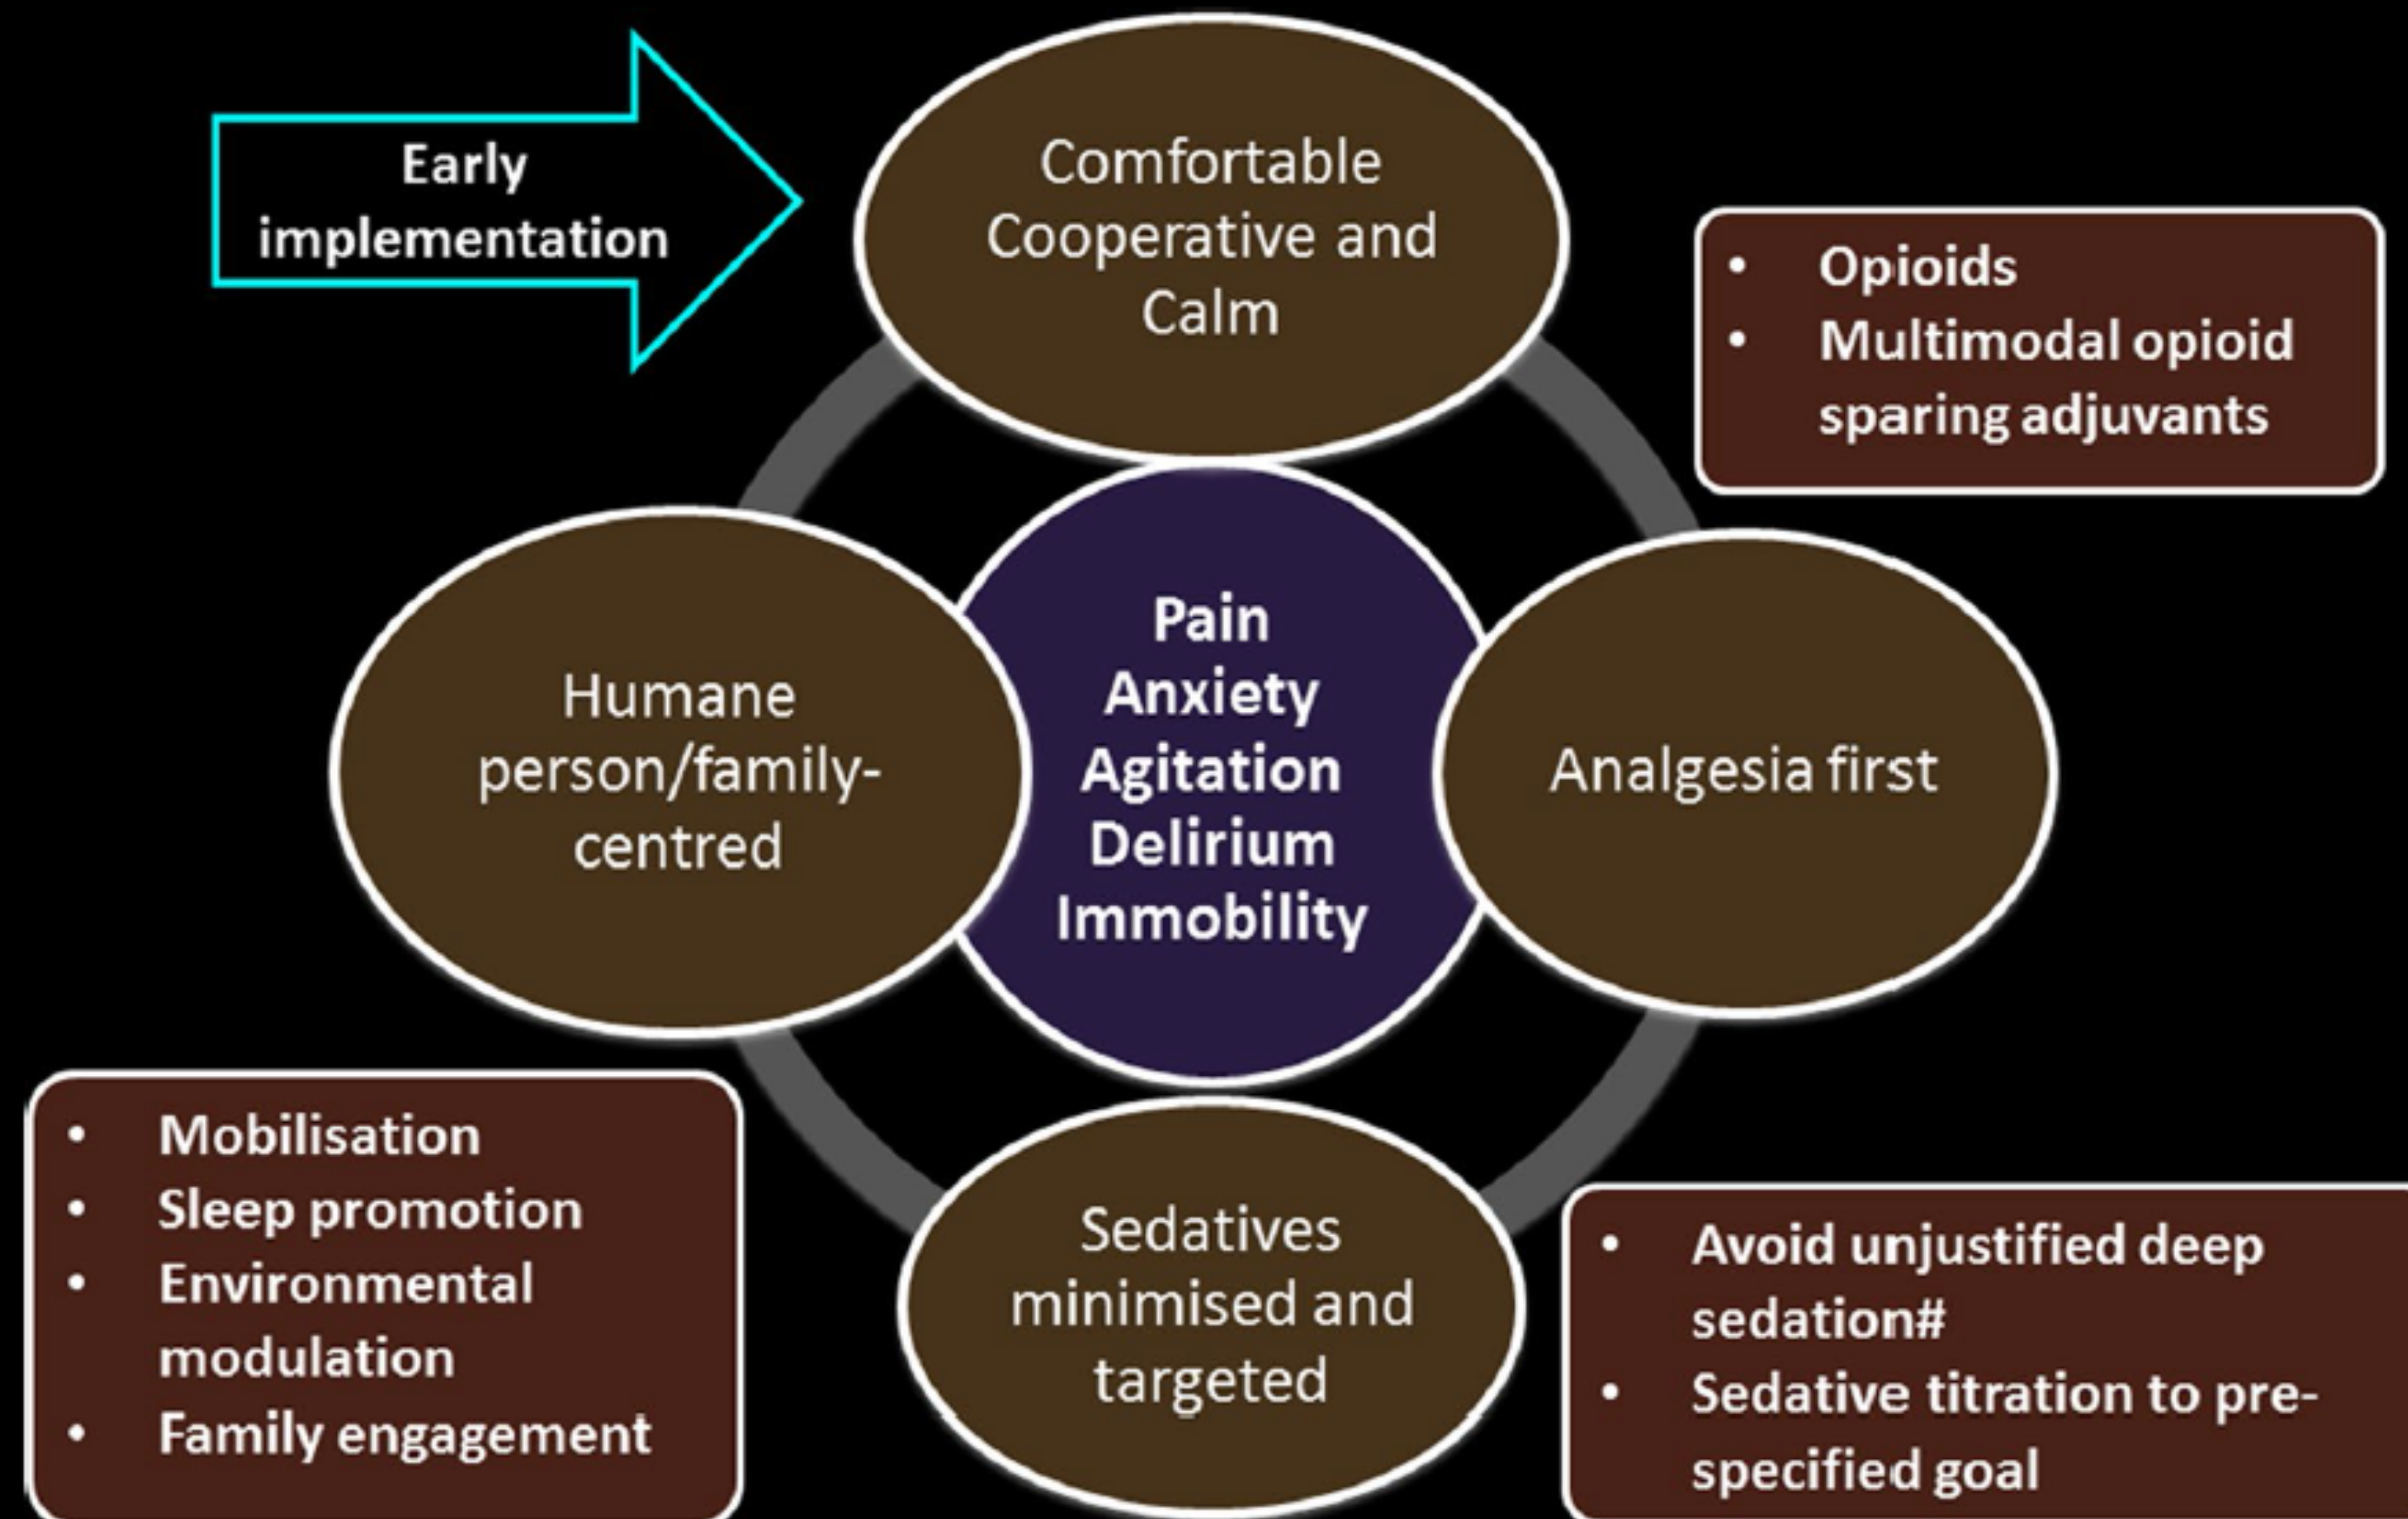 Early
implementation
Comfortable
Cooperative and
Calm
• Opioids
• Multimodal opioid
sparing adjuvants
Humane
person/family-
centred
Pain
Anxiety
Agitation
Delirium
Immobility
Analgesia first
• Mobilisation
• Sleep promotion
• Environmental
modulation
• Family engagement
Sedatives
minimised and
targeted
• Avoid unjustified deep
sedation#
• Sedative titration to pre-
specified goal